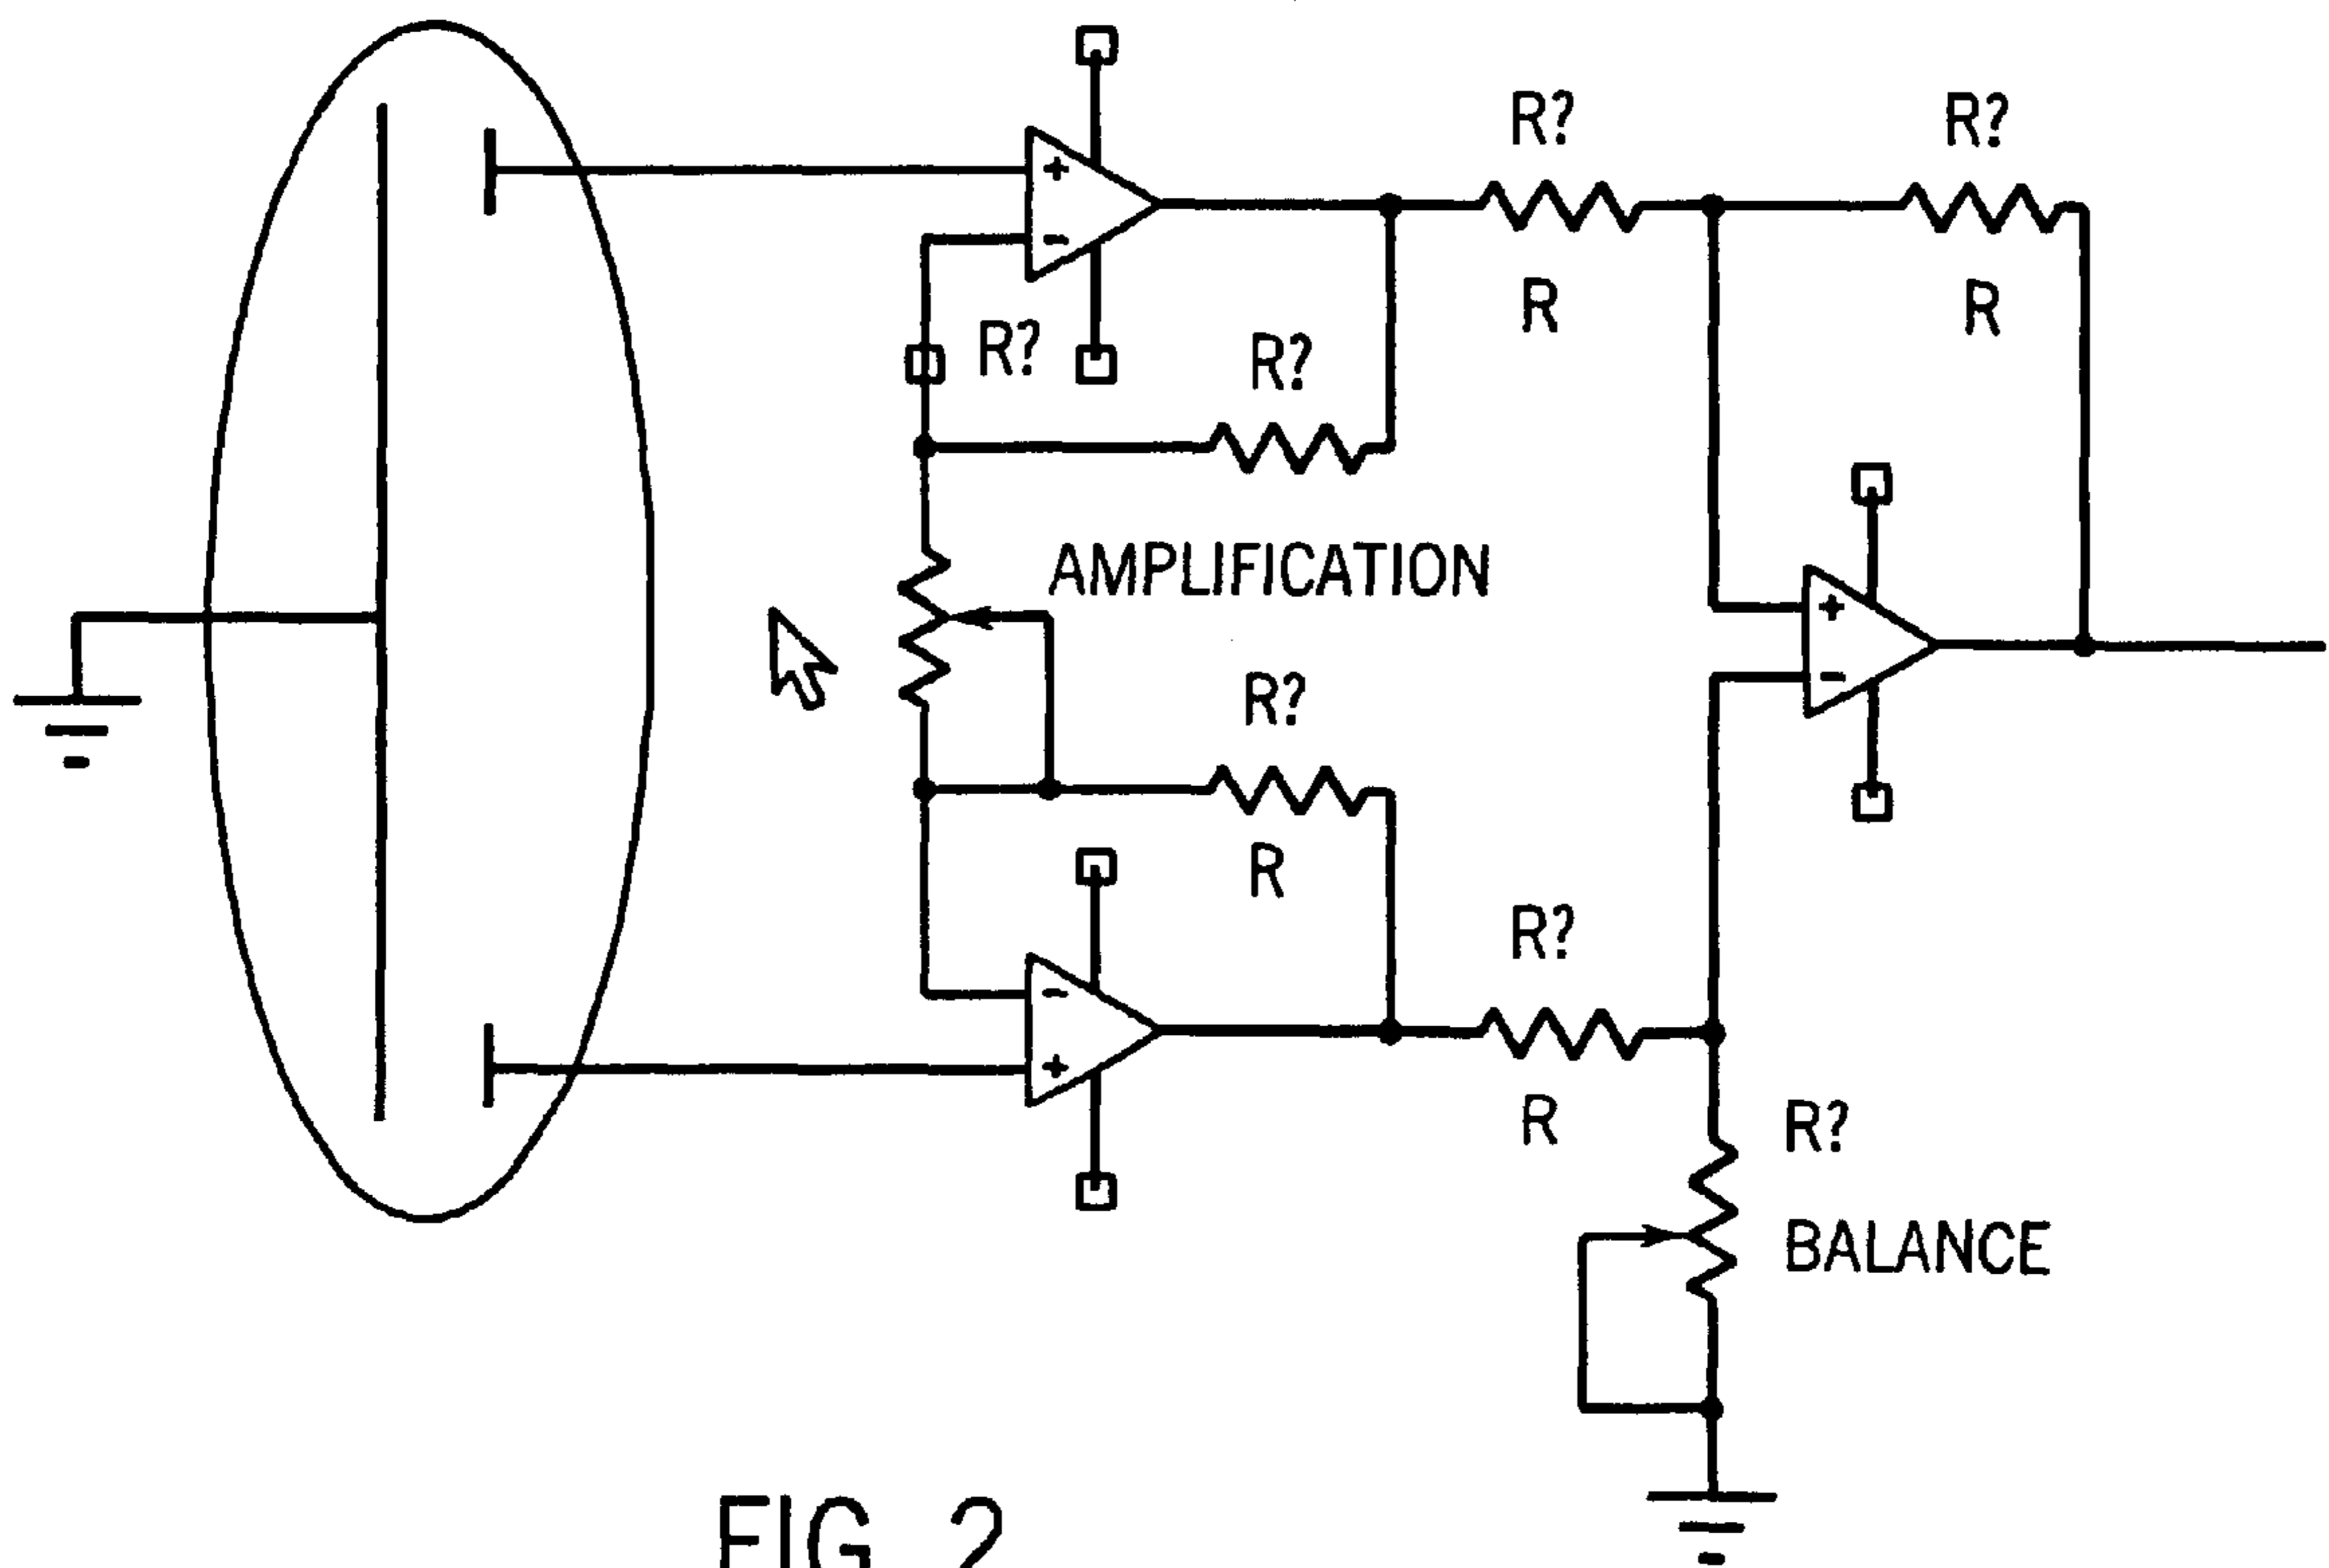 R?
R?
+
-
R
R
R?
R?
AMPLIFICATION
+
-
R?
R
-
+
R?
R
R?
BALANCE
FIG. 2